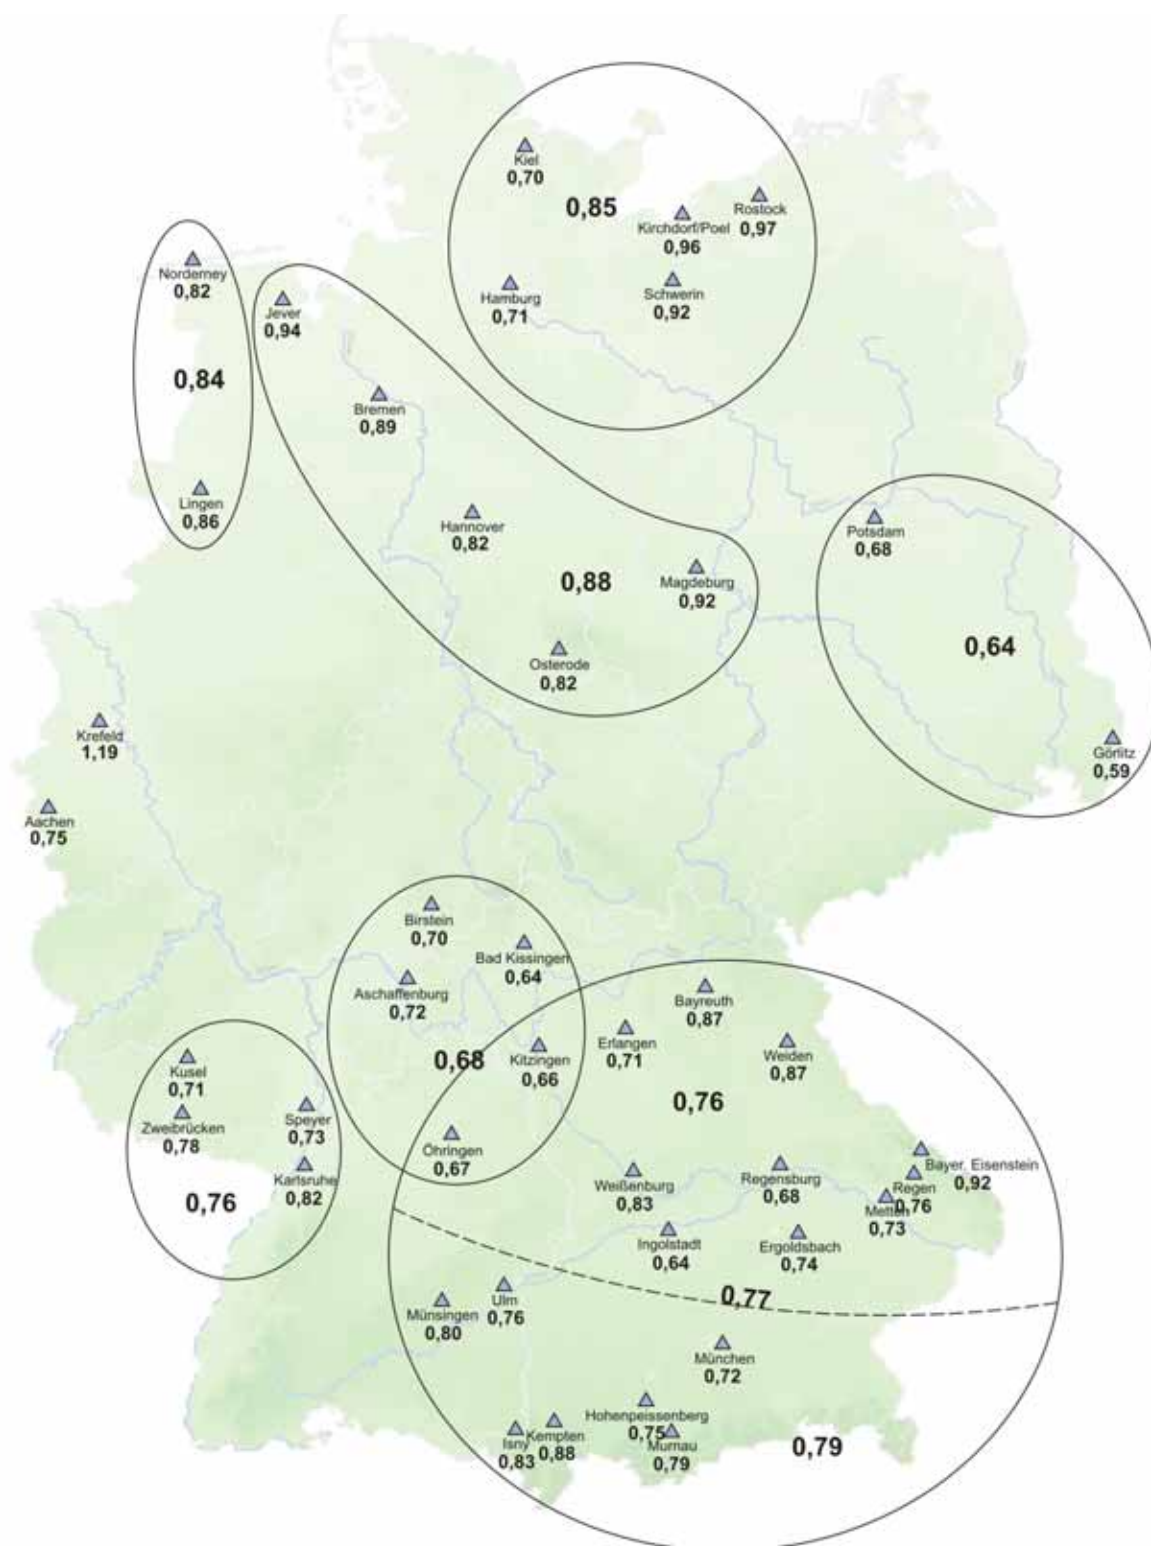 Kiel
0,70
0,85
Rostock
0,97
Kirchdorf/Poel
0,96
Hamburg
0,71
Schwerin
0,92
Norderney
0,82
0,84
Lingen
0,86
Jever
0,94
Bremen
0,89
Hannover
0,82
0,88
Magdeburg
0,92
Osterode
0,82
Potsdam
0,68
0,64
Görlitz
0,59
Krefeld
1,19
Aachen
0,75
Birstein
0,70
Bad Kissingen
0,64
Aschaffenburg
0,72
0,68
Kitzingen
0,66
Öhringen
0,67
Kusel
0,71
Zweibrücken
0,78
Speyer
0,73
Karlsruhe
0,82
0,76
Bayreuth
0,87
Erlangen
0,71
Weiden
0,87
0,76
Bayer. Eisenstein
0,92
Regen
0,76
Metten
0,73
Regensburg
0,68
Weißenburg
0,83
Ingolstadt
0,64
Ergoldsbach
0,74
0,77
Ulm
0,76
Münsingen
0,80
München
0,72
Hohenpeissenberg
0,75
Murnau
0,79
Kempten
0,88
Isny
0,83
0,79